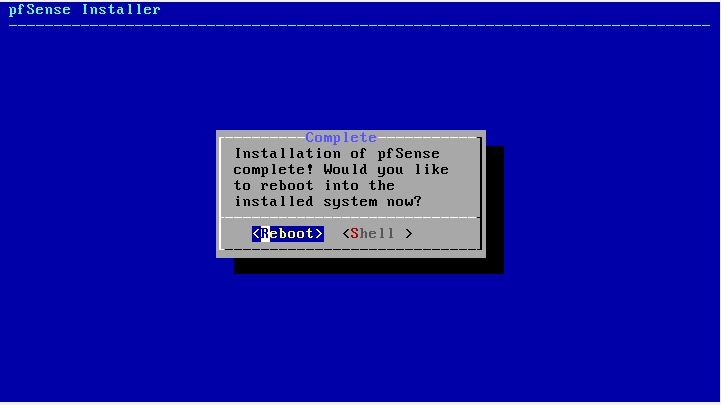 pfSense Installer
Complete
Installation of pfSense
complete! Would you like
to reboot into the
installed system now?
<Reboot> <Shell >